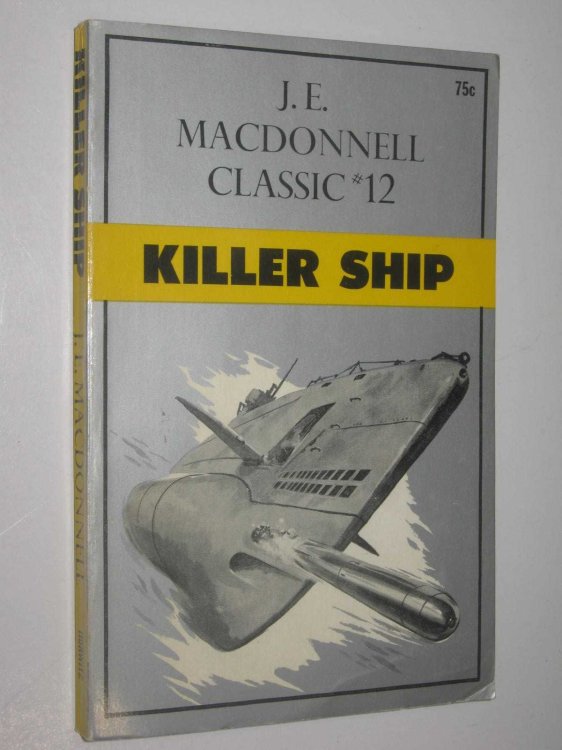 75c
J. E.
MACDONNELL
CLASSIC #12
KILLER SHIP
KILLER SHIP
J. E. MACDONNELL